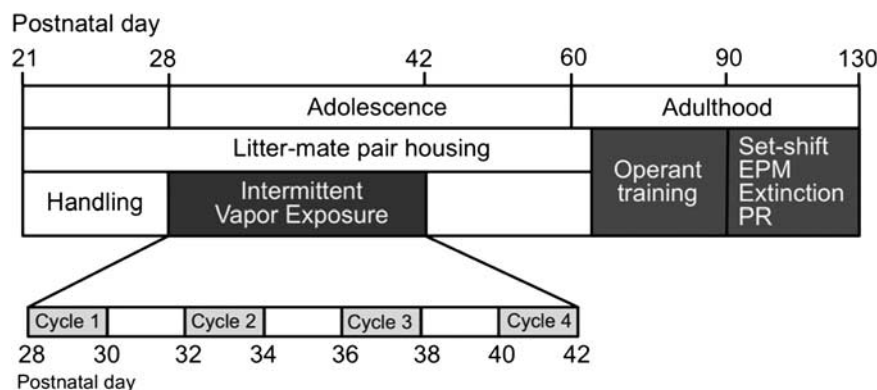 Postnatal day
21 28 42 60 90 130
Adolescence Adulthood
Litter-mate pair housing
Handling
Intermittent
Vapor Exposure
Operant
training
Set-shift
EPM
Extinction
PR
Cycle 1 Cycle 2 Cycle 3 Cycle 4
28 30 32 34 36 38 40 42
Postnatal day